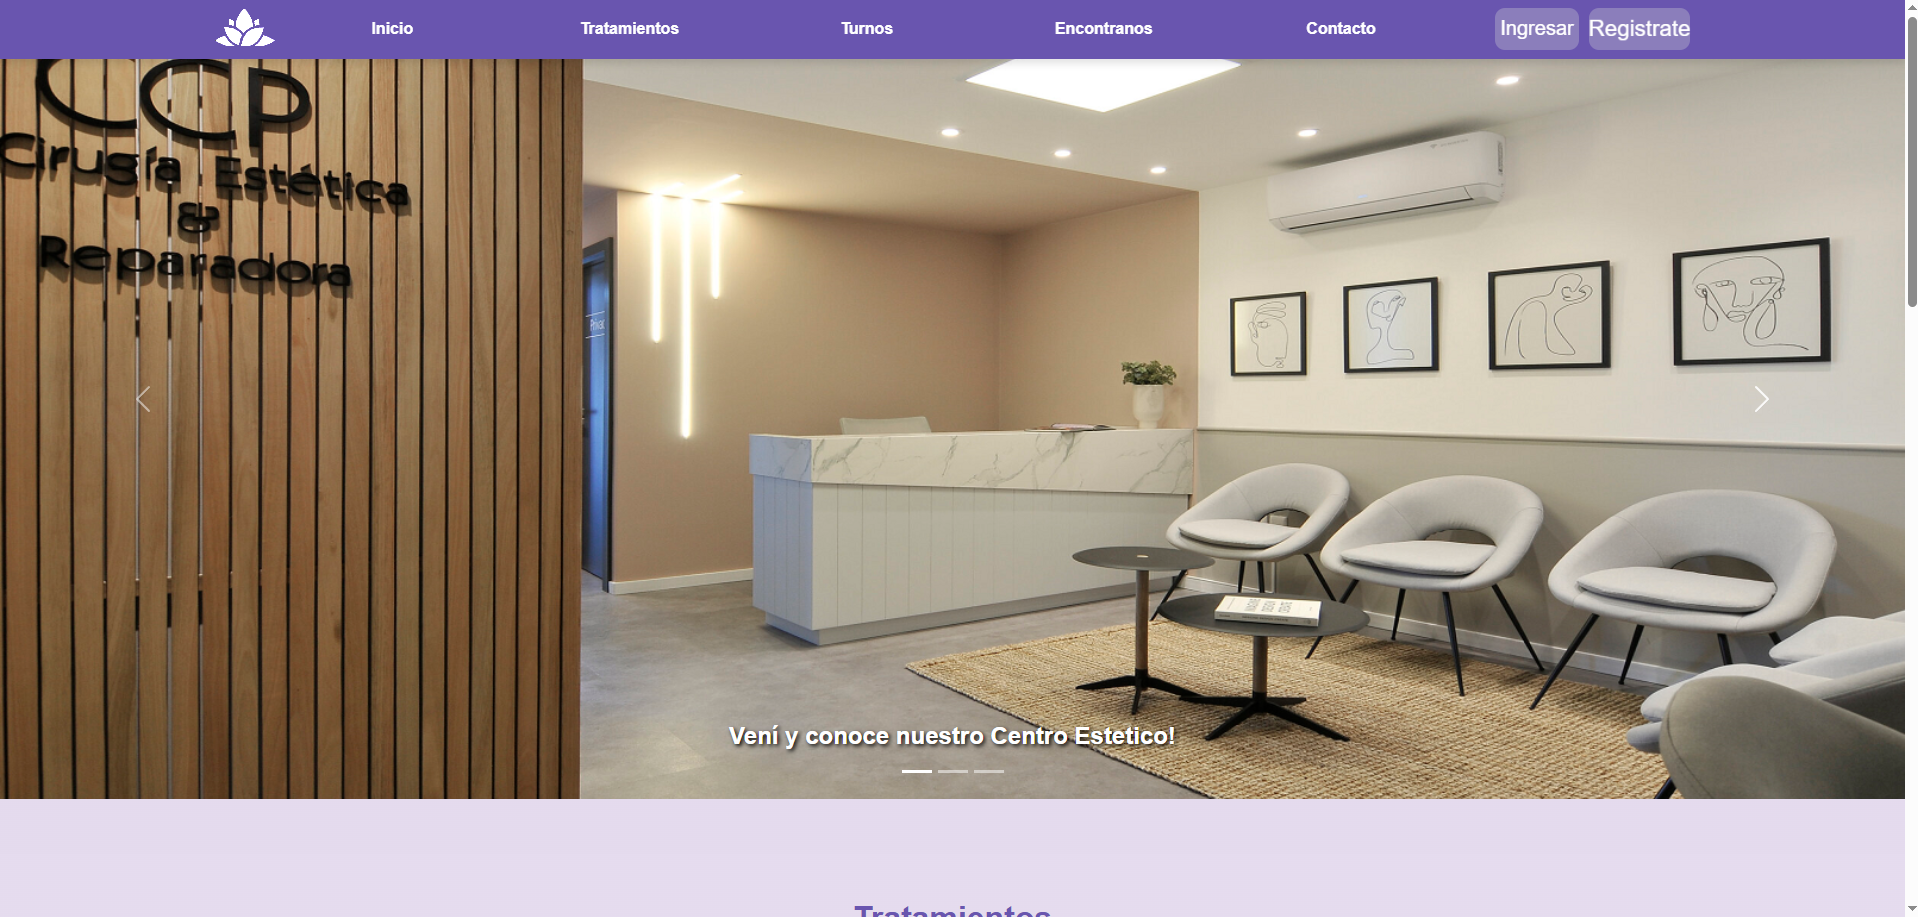 Inicio
Tratamientos
Turnos
Encontranos
Contacto
Ingresar
Registrate
CCP
Cirugía Estética
&
Reparadora
Vení y conoce nuestro Centro Estetico!
Tratamientos